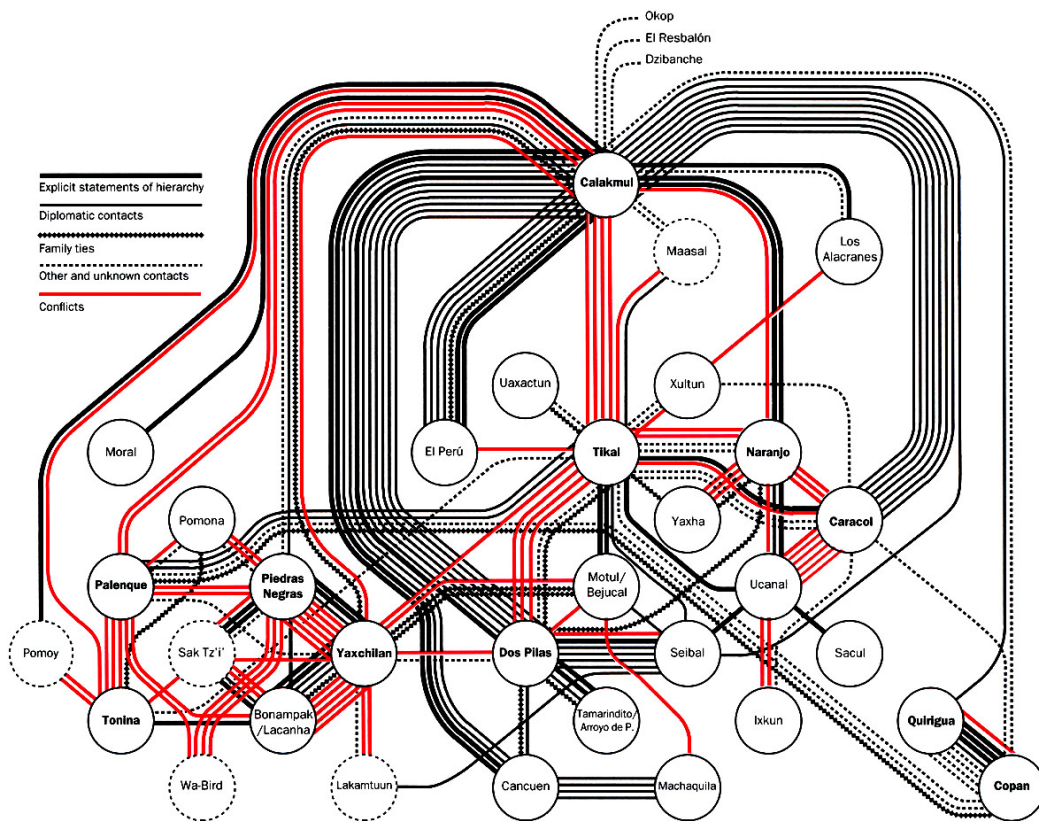 Okop
El Resbalón
Dzibanche
Calakmul
Explicit statements of hierarchy
Diplomatic contacts
Family ties
Other and unknown contacts
Conflicts
Maasal
Los
Alacranes
Uaxactun
Xultun
Moral
El Perú
Tikal
Naranjo
Pomona
Yaxha
Caracol
Palenque
Piedras
Negras
Motul/
Bejucal
Ucanal
Pomoy
Sak Tz'i'
Yaxchilan
Dos Pilas
Seibal
Sacul
Tonina
Bonampak
/Lacanha
Tamarindito/
Arroyo de P.
Ixkun
Quirigua
Wa-Bird
Lakamtuun
Cancuen
Machaquila
Copan